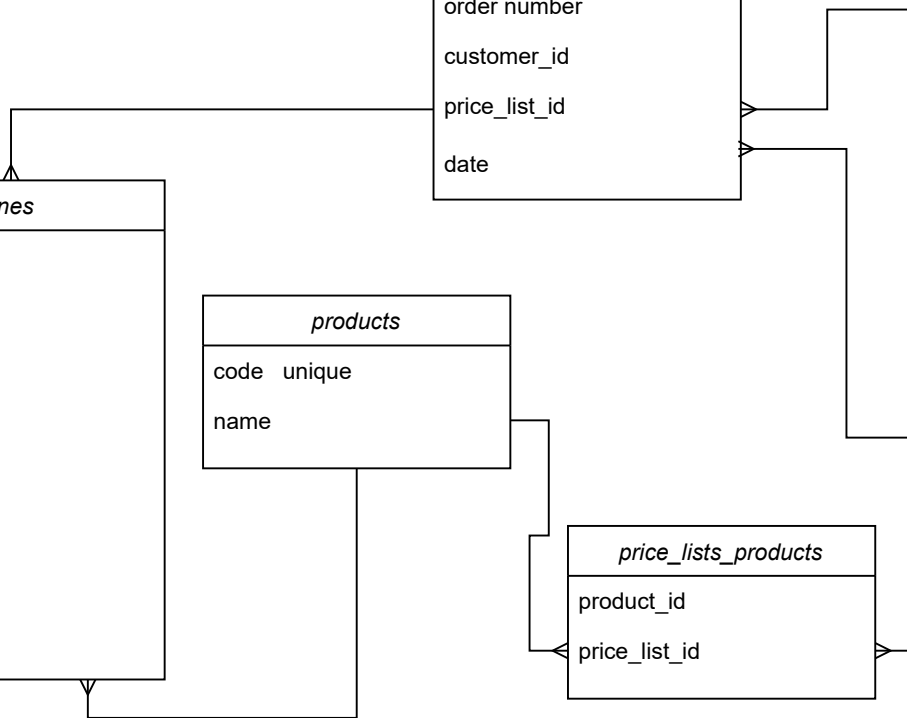 order number
customer_id
price_list_id
date
products
code unique
name
price_lists_products
product_id
price_list_id